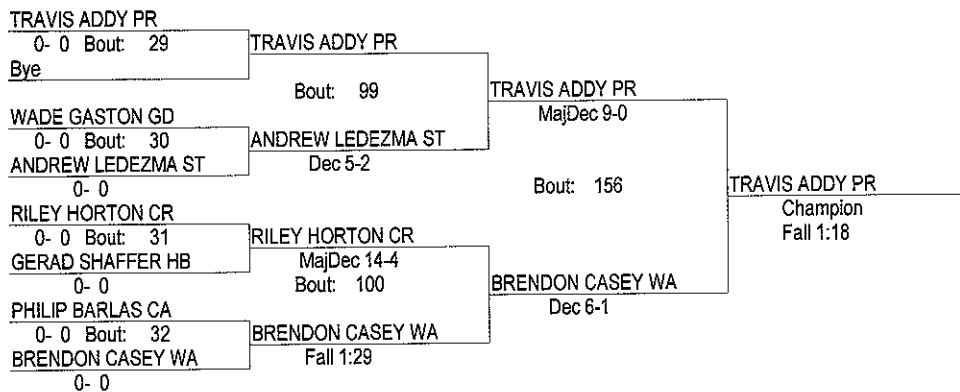 TRAVIS ADDY PR
0- 0 Bout: 29
Bye
WADE GASTON GD
0- 0 Bout: 30
ANDREW LEDEZMA ST
0- 0
RILEY HORTON CR
0- 0 Bout: 31
GERAD SHAFFER HB
0- 0
PHILIP BARLAS CA
0- 0 Bout: 32
BRENDON CASEY WA
0- 0
TRAVIS ADDY PR
Bout: 99
ANDREW LEDEZMA ST
Dec 5-2
RILEY HORTON CR
MajDec 14-4
Bout: 100
BRENDON CASEY WA
Fall 1:29
TRAVIS ADDY PR
MajDec 9-0
Bout: 156
BRENDON CASEY WA
Dec 6-1
TRAVIS ADDY PR
Champion
Fall 1:18